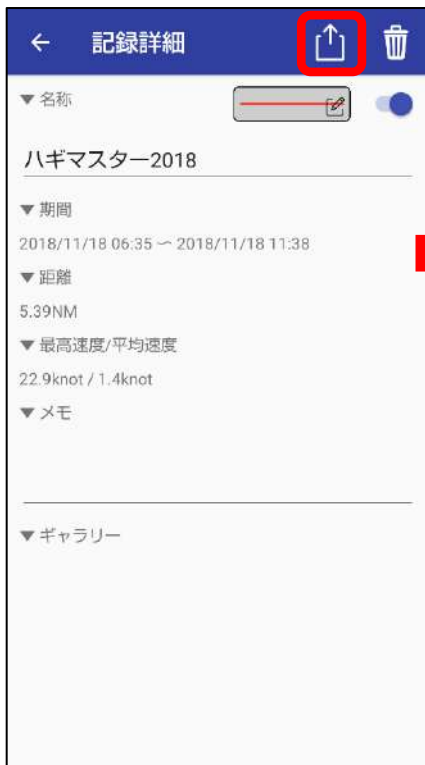 記録詳細
▼ 名称
ハギマスター2018
▼ 期間
2018/11/18 06:35 ～ 2018/11/18 11:38
▼ 距離
5.39NM
▼ 最高速度/平均速度
22.9knot / 1.4knot
▼ メモ
▼ ギャラリー